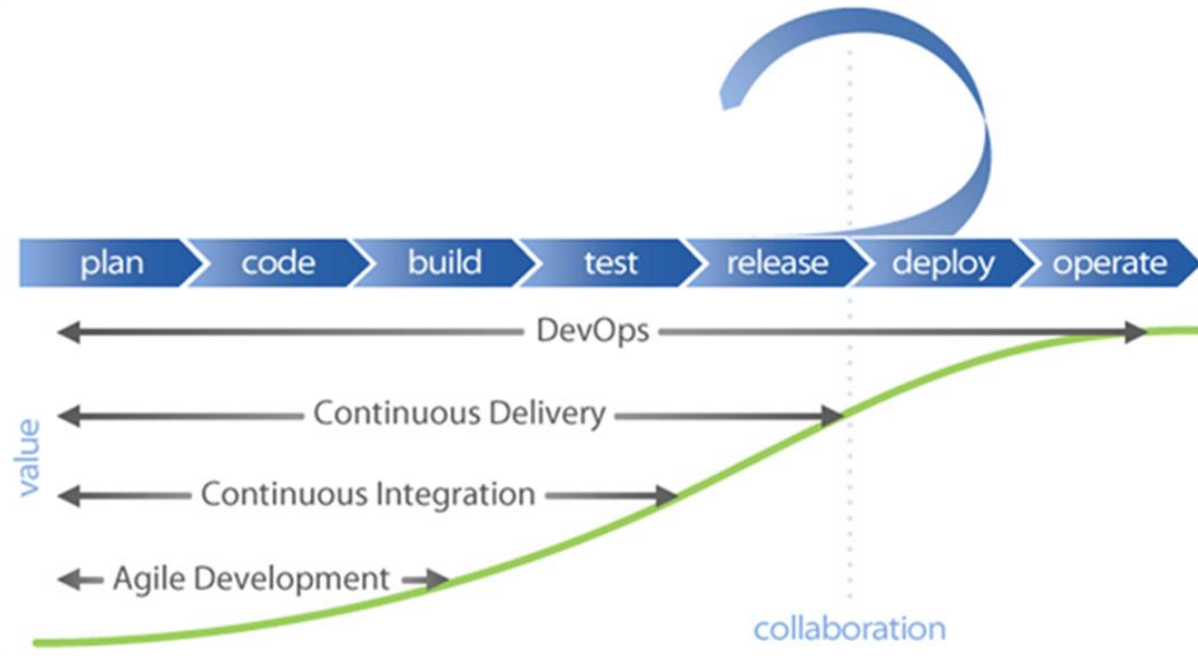 plan code build test release deploy operate
DevOps
Continuous Delivery
value
Continuous Integration
Agile Development
collaboration